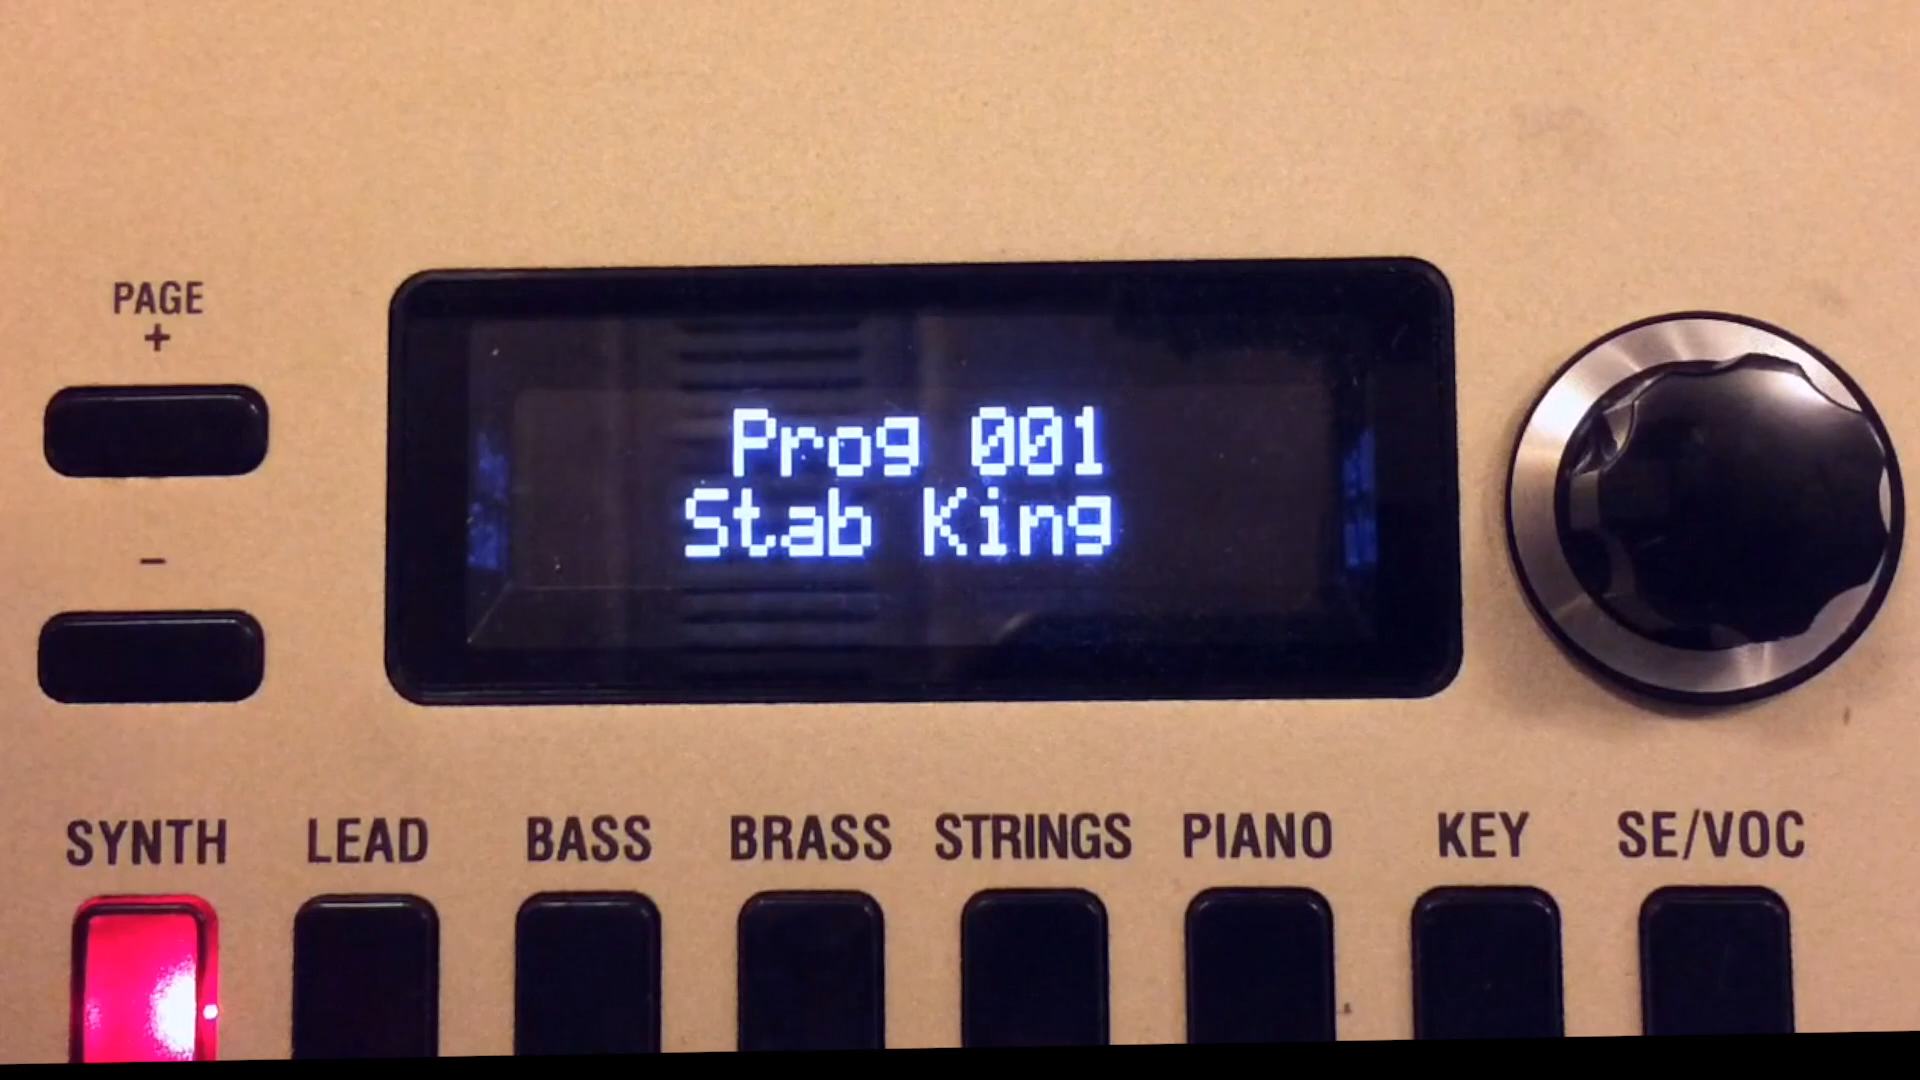 PAGE
+
Prog 001
Stab King
–
SYNTH LEAD BASS BRASS STRINGS PIANO KEY SE/VOC